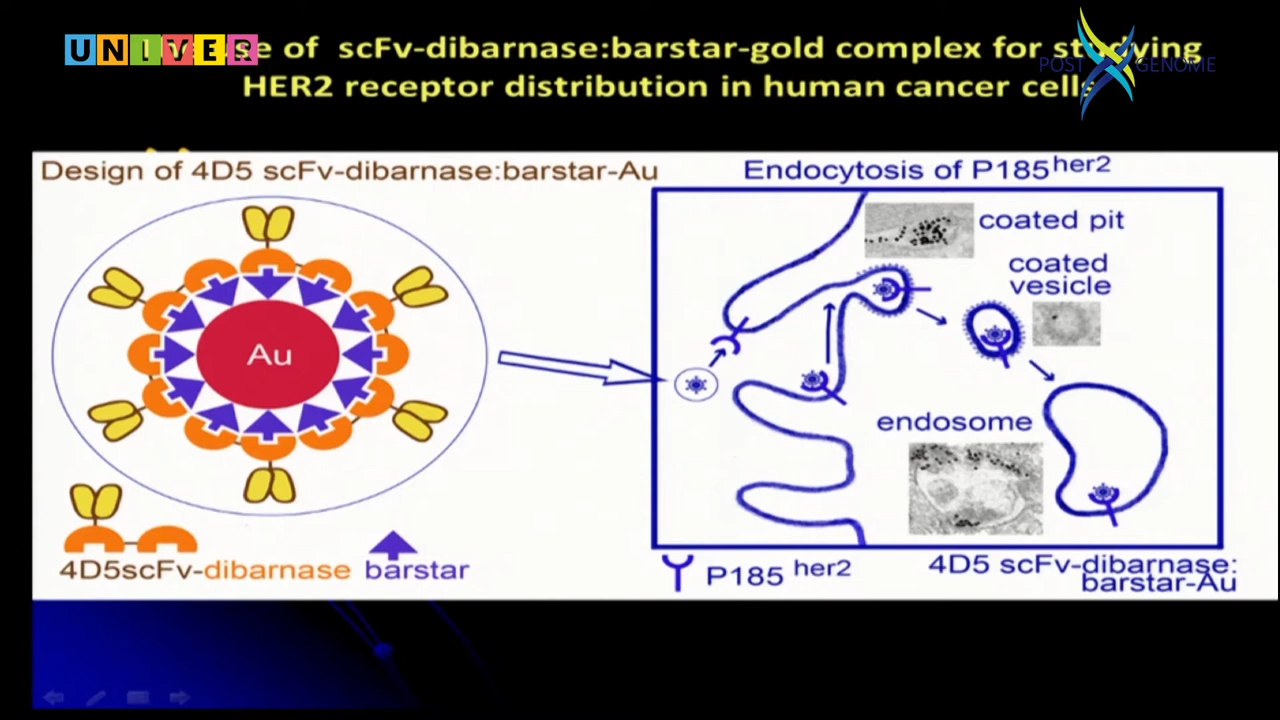 UNIVER
of scFv-dibarnase:barstar-gold complex for studying
POST GENOME
HER2 receptor distribution in human cancer cells
Design of 4D5 scFv-dibarnase:barstar-Au
Endocytosis of P185her2
coated pit
coated
vesicle
Au
endosome
4D5scFv-dibarnase
barstar
P185 her2
4D5 scFv-dibarnase:
barstar-Au